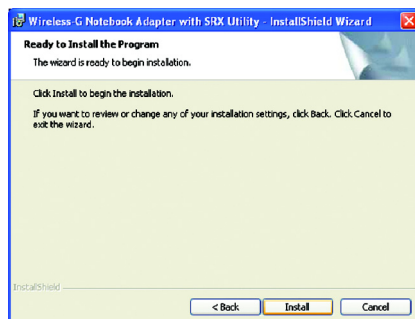 Wireless-G Notebook Adapter with SRX Utility - InstallShield Wizard
Ready to Install the Program
The wizard is ready to begin installation.
Click Install to begin the installation.
If you want to review or change any of your installation settings, click Back. Click Cancel to
exit the wizard.
InstallShield
< Back Install Cancel